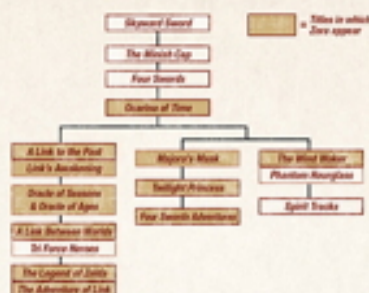 Skyward Sword
= Titles in which
Zora appear
The Minish Cap
Four Swords
Ocarina of Time
A Link to the Past
Link's Awakening
Oracle of Seasons
& Oracle of Ages
A Link Between Worlds
Tri Force Heroes
The Legend of Zelda
The Adventure of Link
Majora's Mask
Twilight Princess
Four Swords Adventures
The Wind Waker
Phantom Hourglass
Spirit Tracks